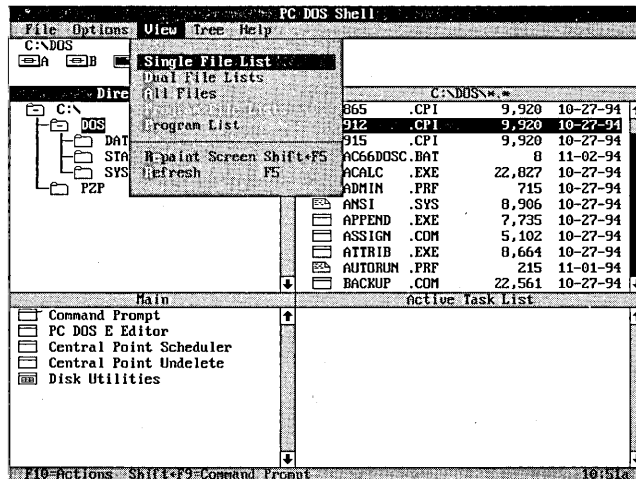 PC DOS Shell
File Options View Tree Help
C:\DOS
A B
Single File List
Dual File Lists
All Files
Program List
Repaint Screen Shift+F5
Refresh F5
C:\DOS\*.*
C:\
DOS
DAT
STA
SYS
PZP
865 .CPI 9,920 10-27-94
912 .CPI 9,920 10-27-94
915 .CPI 9,920 10-27-94
AC66DOSC.BAT 8 11-02-94
ACALC .EXE 22,827 10-27-94
ADMIN .PRF 715 10-27-94
ANSI .SYS 8,906 10-27-94
APPEND .EXE 7,735 10-27-94
ASSIGN .COM 5,102 10-27-94
ATTRIB .EXE 8,664 10-27-94
AUTORUN .PRF 215 11-01-94
BACKUP .COM 22,561 10-27-94
Main
Command Prompt
PC DOS E Editor
Central Point Scheduler
Central Point Undelete
Disk Utilities
Active Task List
F10=Actions Shift+F9=Command Prompt 10:51a